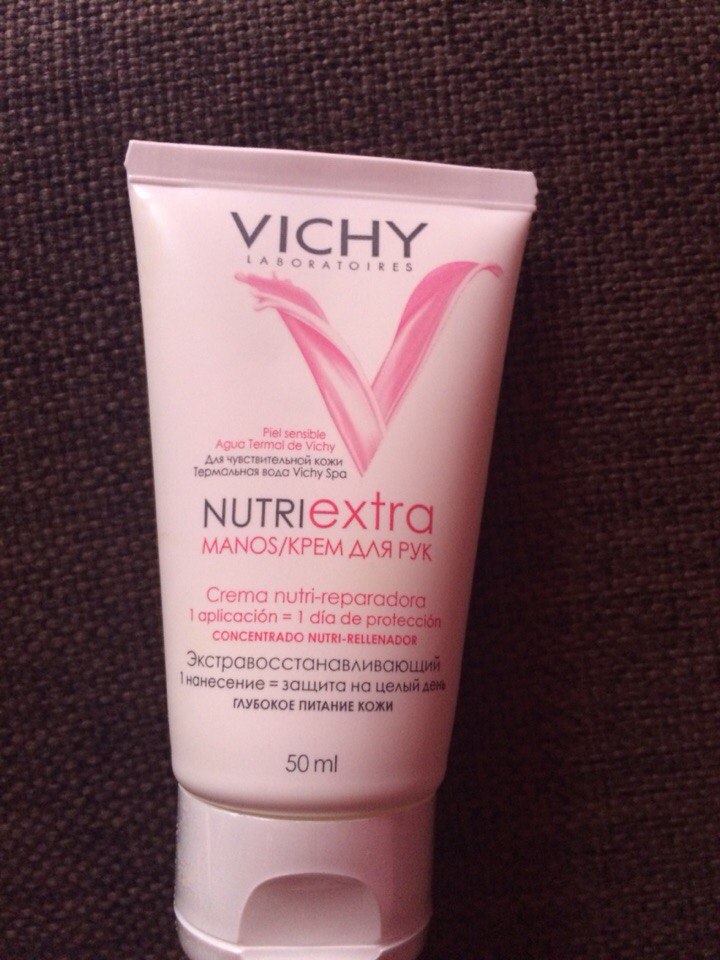 VICHY
LABORATOIRES
Piel sensible
Agua Termal de Vichy
Для чувствительной кожи
Термальная вода Vichy Spa
NUTRIextra
MANOS/КРЕМ ДЛЯ РУК
Crema nutri-reparadora
1 aplicación = 1 día de protección
CONCENTRADO NUTRI-RELLENADOR
Экстравосстанавливающий
1 нанесение = защита на целый день
ГЛУБОКОЕ ПИТАНИЕ КОЖИ
50 ml